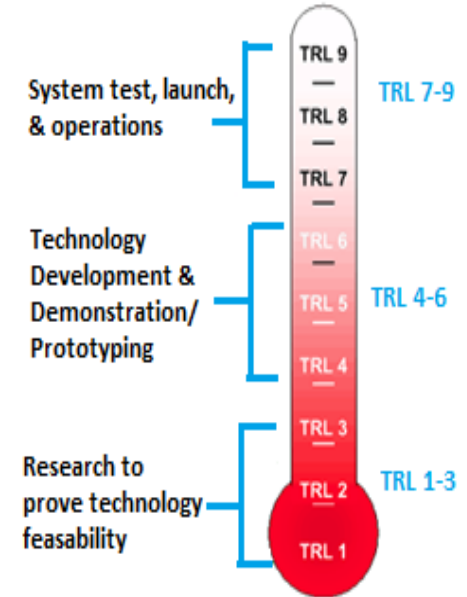 TRL 9
TRL 8
TRL 7
TRL 6
TRL 5
TRL 4
TRL 3
TRL 2
TRL 1
System test, launch,
& operations
TRL 7-9
Technology
Development &
Demonstration/
Prototyping
TRL 4-6
Research to
prove technology
feasability
TRL 1-3